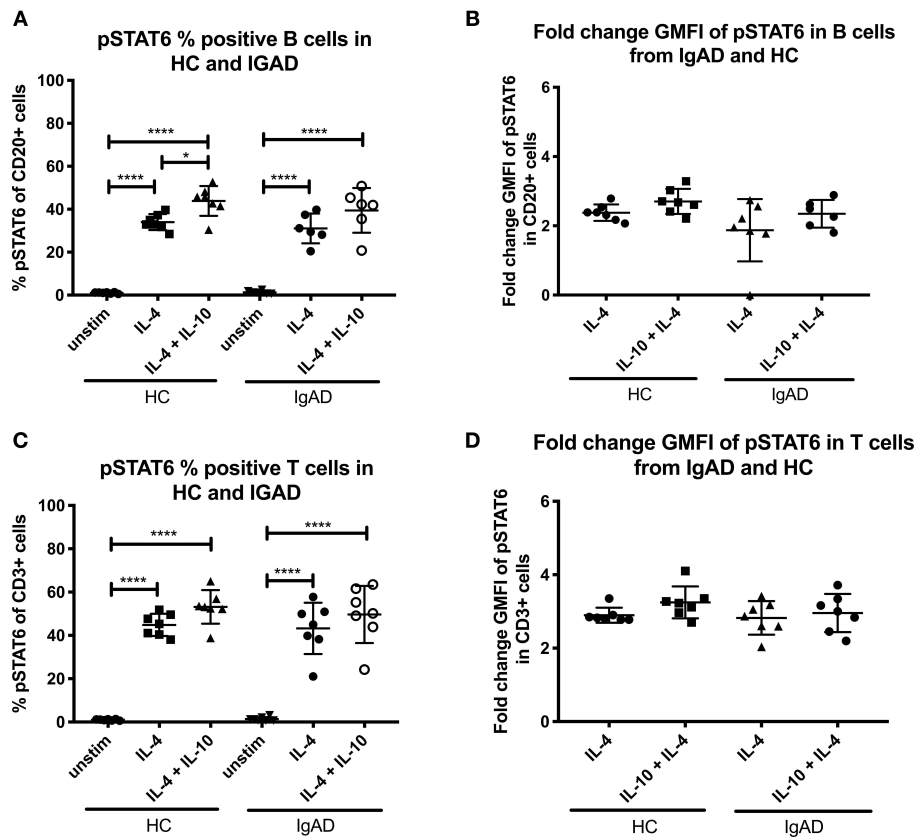 A
pSTAT6 % positive B cells in
HC and IGAD
% pSTAT6 of CD20+ cells
100
80
60
40
20
0
****
*
****
****
****
unstim
IL-4
IL-4 + IL-10
unstim
IL-4
IL-4 + IL-10
HC
IgAD
B
Fold change GMFI of pSTAT6 in B cells
from IgAD and HC
Fold change GMFI of pSTAT6
in CD20+ cells
6
4
2
0
IL-4
IL-10 + IL-4
IL-4
IL-10 + IL-4
HC
IgAD
C
pSTAT6 % positive T cells in
HC and IGAD
% pSTAT6 of CD3+ cells
100
80
60
40
20
0
****
****
****
****
unstim
IL-4
IL-4 + IL-10
unstim
IL-4
IL-4 + IL-10
HC
IgAD
D
Fold change GMFI of pSTAT6 in T cells
from IgAD and HC
Fold change GMFI of pSTAT6
in CD3+ cells
6
4
2
0
IL-4
IL-10 + IL-4
IL-4
IL-10 + IL-4
HC
IgAD